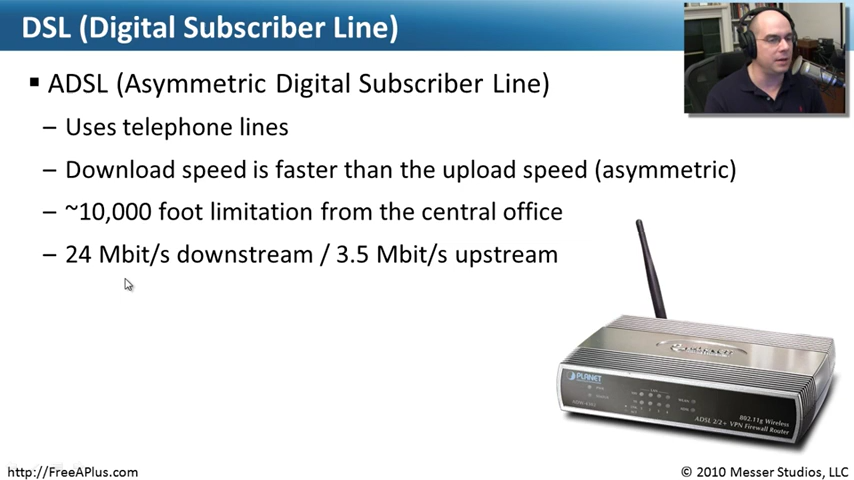 DSL (Digital Subscriber Line)
▪ ADSL (Asymmetric Digital Subscriber Line)
– Uses telephone lines
– Download speed is faster than the upload speed (asymmetric)
– ~10,000 foot limitation from the central office
– 24 Mbit/s downstream / 3.5 Mbit/s upstream
PLANET
802.11g Wireless
ADSL 2/2+ VPN Firewall Router
http://FreeAPlus.com
© 2010 Messer Studios, LLC